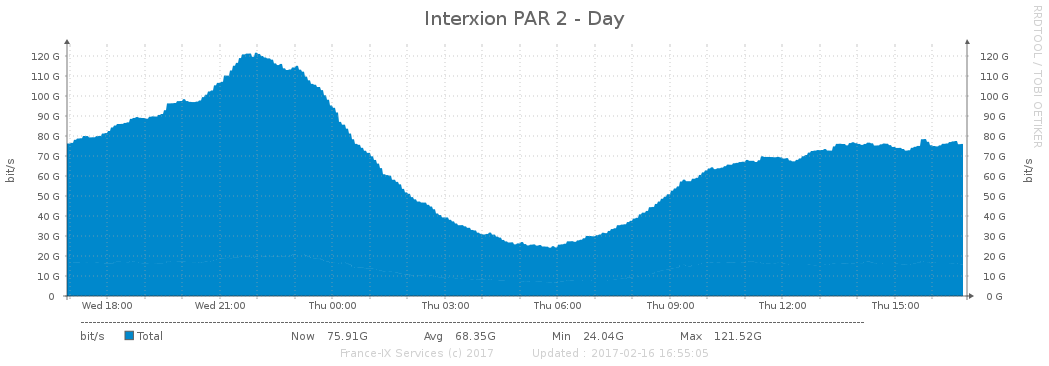 Interxion PAR 2 - Day
RRDTOOL / TOBI OETIKER
120 G 120 G
110 G 110 G
100 G 100 G
90 G 90 G
80 G 80 G
70 G 70 G
60 G 60 G
50 G 50 G
40 G 40 G
30 G 30 G
20 G 20 G
10 G 10 G
0 0 G
bit/s bit/s
Wed 18:00 Wed 21:00 Thu 00:00 Thu 03:00 Thu 06:00 Thu 09:00 Thu 12:00 Thu 15:00
bit/s Total Now 75.91G Avg 68.35G Min 24.04G Max 121.52G
France-IX Services (c) 2017 Updated : 2017-02-16 16:55:05